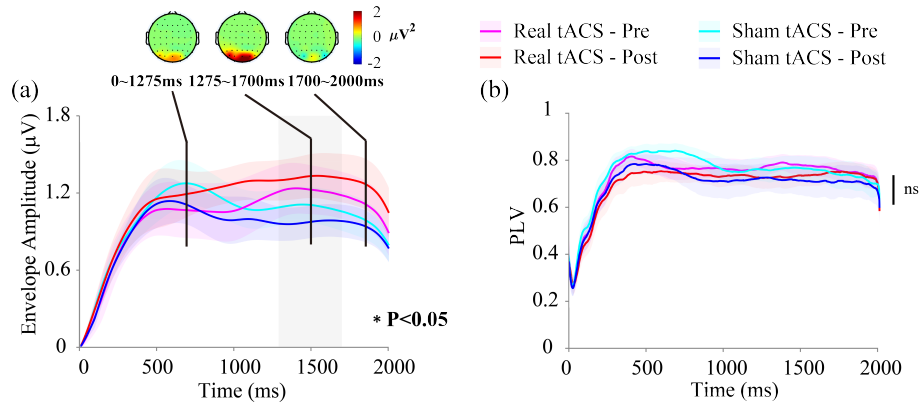 2
0
-2
μV²
Real tACS - Pre
Real tACS - Post
Sham tACS - Pre
Sham tACS - Post
0~1275ms 1275~1700ms 1700~2000ms
(a)
1.8
1.2
0.6
0
Envelope Amplitude (μV)
* P<0.05
0 500 1000 1500 2000
Time (ms)
(b)
1
0.8
0.6
0.4
0.2
0
PLV
ns
0 500 1000 1500 2000
Time (ms)